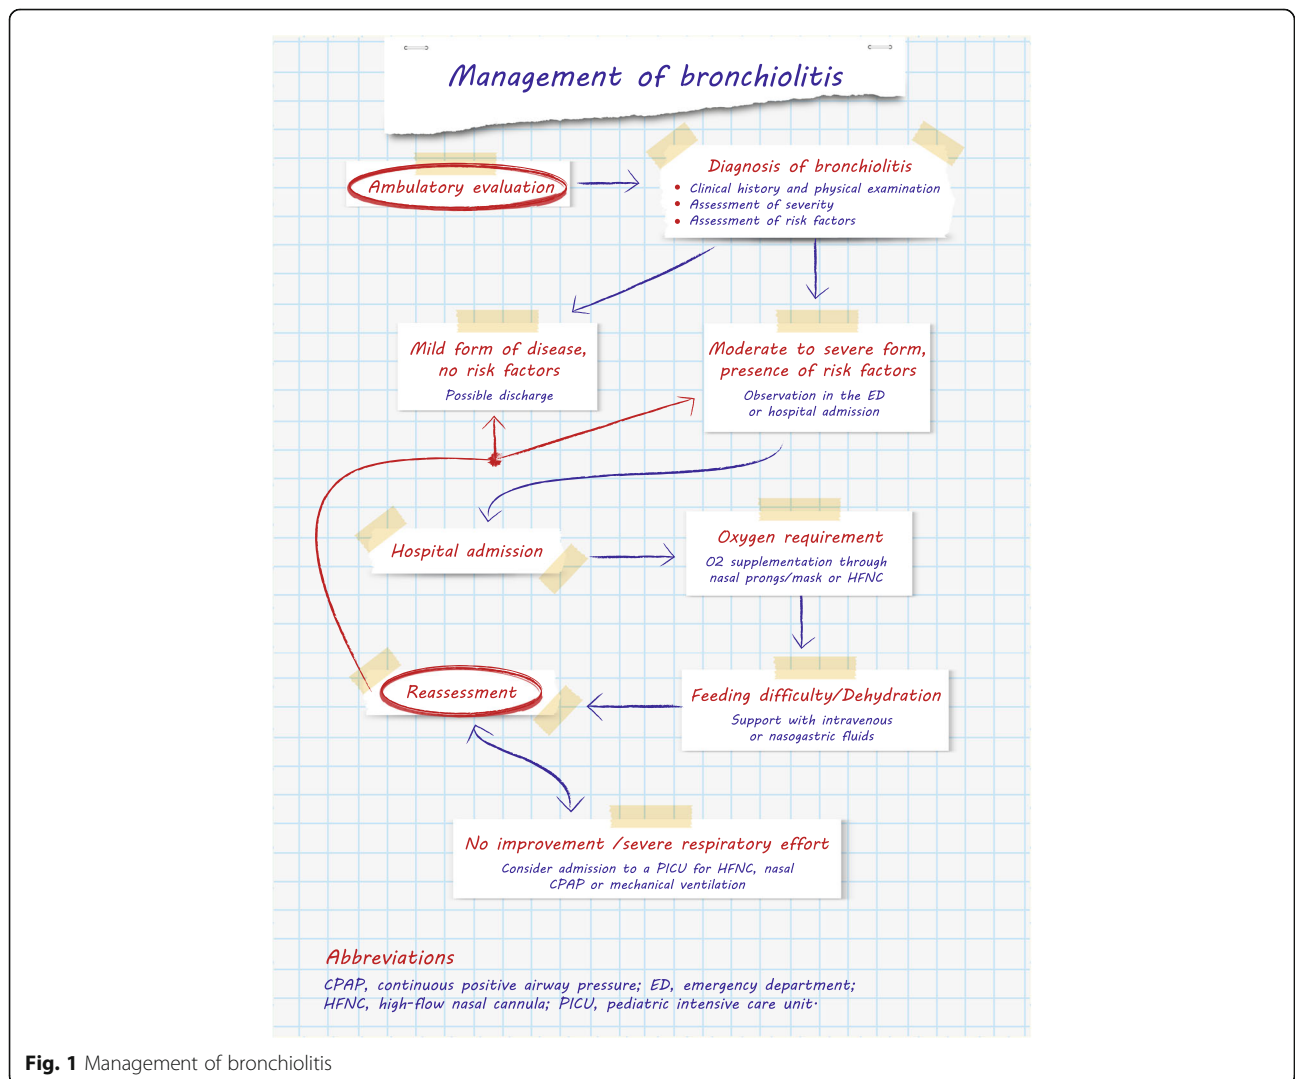 Management of bronchiolitis
Ambulatory evaluation
Diagnosis of bronchiolitis
• Clinical history and physical examination
• Assessment of severity
• Assessment of risk factors
Mild form of disease,
no risk factors
Possible discharge
Moderate to severe form,
presence of risk factors
Observation in the ED
or hospital admission
Hospital admission
Oxygen requirement
O2 supplementation through
nasal prongs/mask or HFNC
Reassessment
Feeding difficulty/Dehydration
Support with intravenous
or nasogastric fluids
No improvement /severe respiratory effort
Consider admission to a PICU for HFNC, nasal
CPAP or mechanical ventilation
Abbreviations
CPAP, continuous positive airway pressure; ED, emergency department;
HFNC, high-flow nasal cannula; PICU, pediatric intensive care unit.
Fig. 1 Management of bronchiolitis